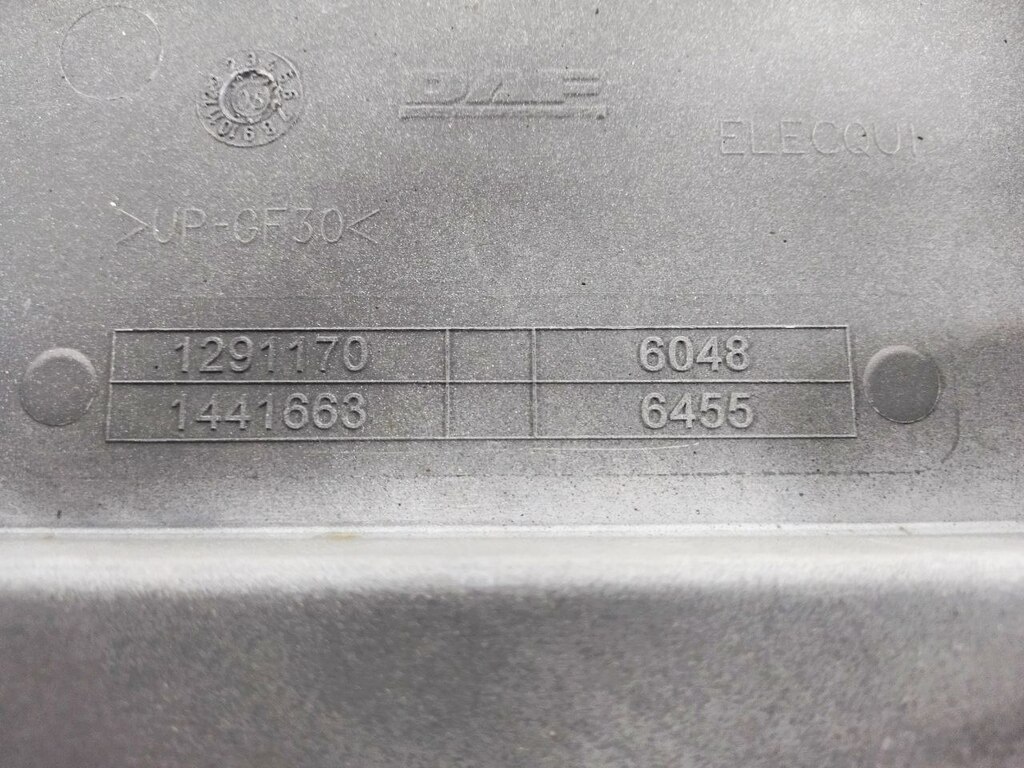 DAF
ELECQUI
>UP-GF30<
1291170 6048
1441663 6455